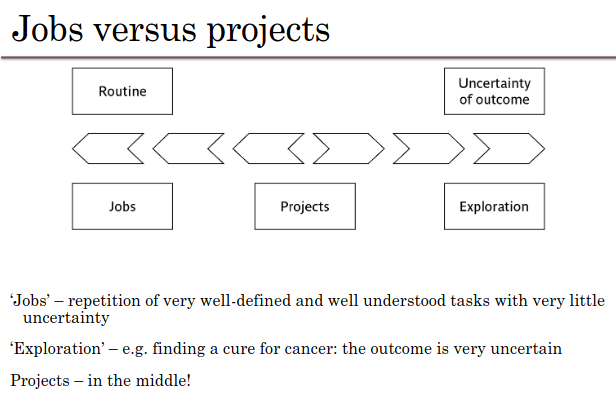 Jobs versus projects
Routine
Uncertainty
of outcome
Jobs
Projects
Exploration
‘Jobs’ – repetition of very well-defined and well understood tasks with very little
uncertainty
‘Exploration’ – e.g. finding a cure for cancer: the outcome is very uncertain
Projects – in the middle!